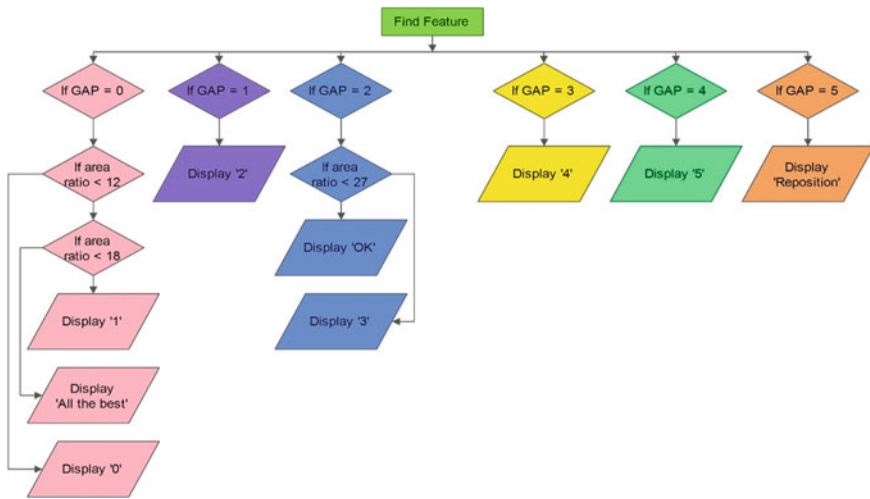 Find Feature
If GAP = 0
If GAP = 1
If GAP = 2
If GAP = 3
If GAP = 4
If GAP = 5
If area
ratio < 12
Display '2'
If area
ratio < 27
Display '4'
Display '5'
Display
'Reposition'
If area
ratio < 18
Display 'OK'
Display '1'
Display '3'
Display
'All the best'
Display '0'